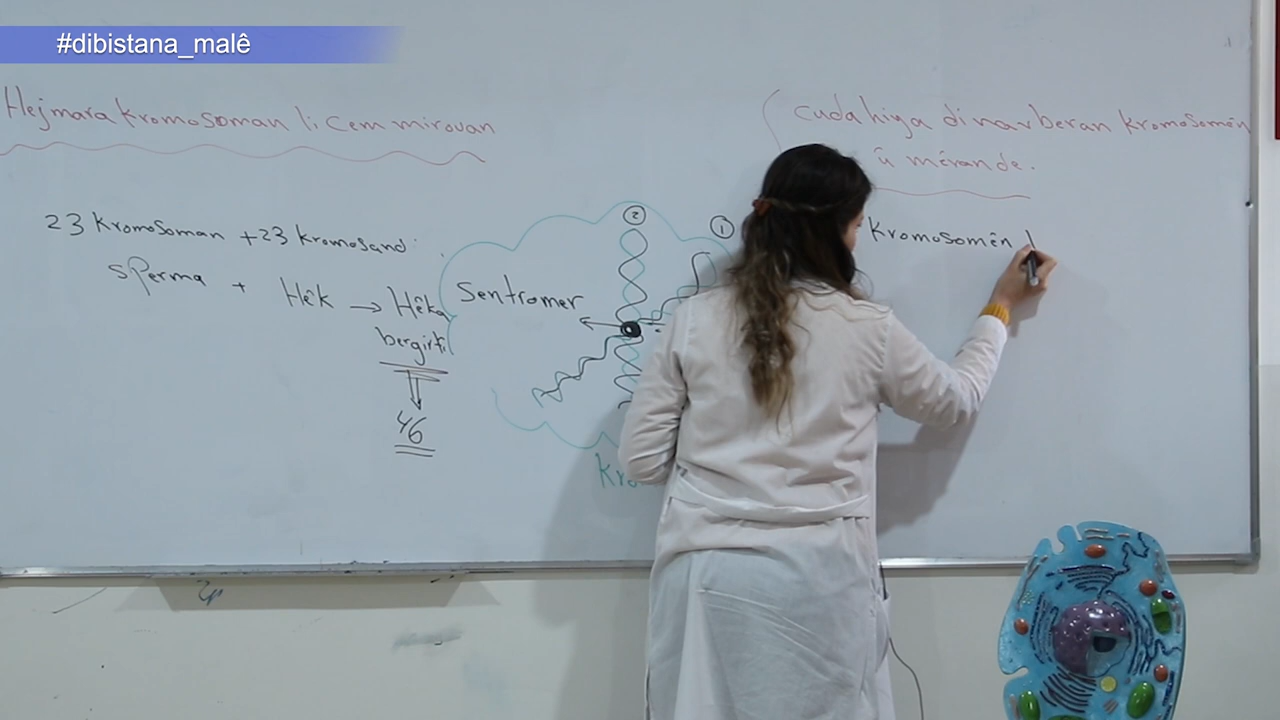 #dibistana_malê
Hejmara kromosoman li cem mirovan
23 kromosoman + 23 kromosand
sperma + Hêk → Hêka
bergirtî
46
Sentromer
②
①
Kro
cudahiya di navberan kromosomên
û mêrande.
Kromosomên